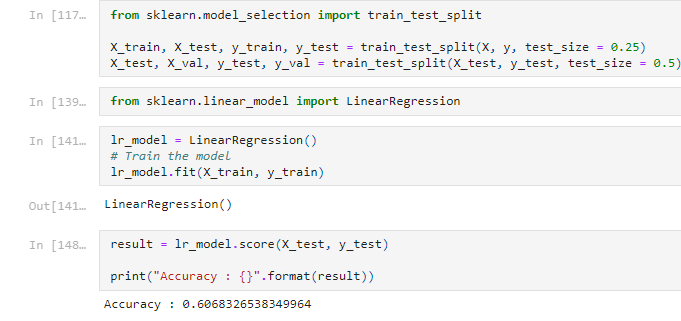 In [117…
from sklearn.model_selection import train_test_split
X_train, X_test, y_train, y_test = train_test_split(X, y, test_size = 0.25)
X_test, X_val, y_test, y_val = train_test_split(X_test, y_test, test_size = 0.5)
In [139…
from sklearn.linear_model import LinearRegression
In [141…
lr_model = LinearRegression()
# Train the model
lr_model.fit(X_train, y_train)
Out[141…
LinearRegression()
In [148…
result = lr_model.score(X_test, y_test)
print("Accuracy : {}".format(result))
Accuracy : 0.6068326538349964